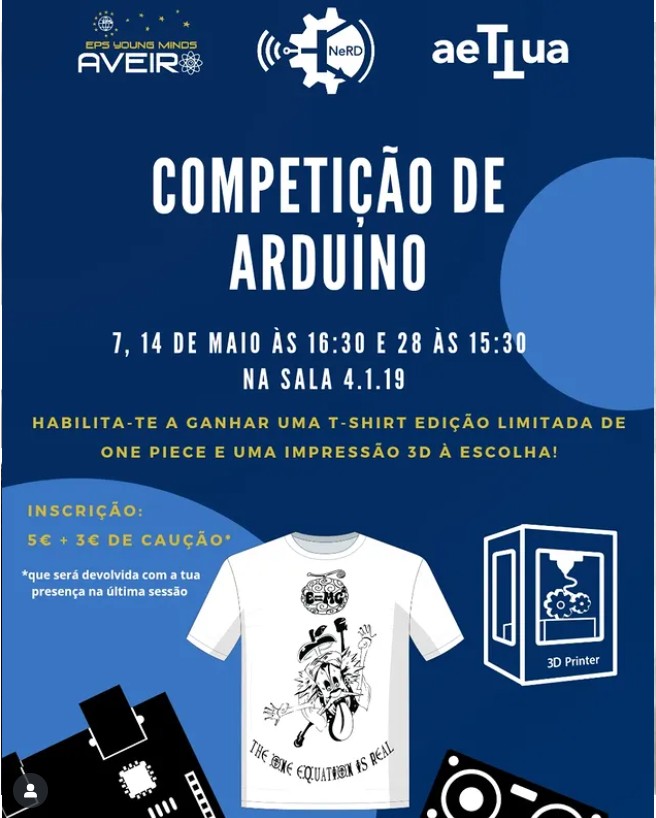 EPS YOUNG MINDS
AVEIRO
NeRD
aeTTua
COMPETIÇÃO DE
ARDUINO
7, 14 DE MAIO ÀS 16:30 E 28 ÀS 15:30
NA SALA 4.1.19
HABILITA-TE A GANHAR UMA T-SHIRT EDIÇÃO LIMITADA DE
ONE PIECE E UMA IMPRESSÃO 3D À ESCOLHA!
INSCRIÇÃO:
5€ + 3€ DE CAUÇÃO*
*que será devolvida com a tua
presença na última sessão
E=MC²
THE ONE EQUATION IS REAL
3D Printer